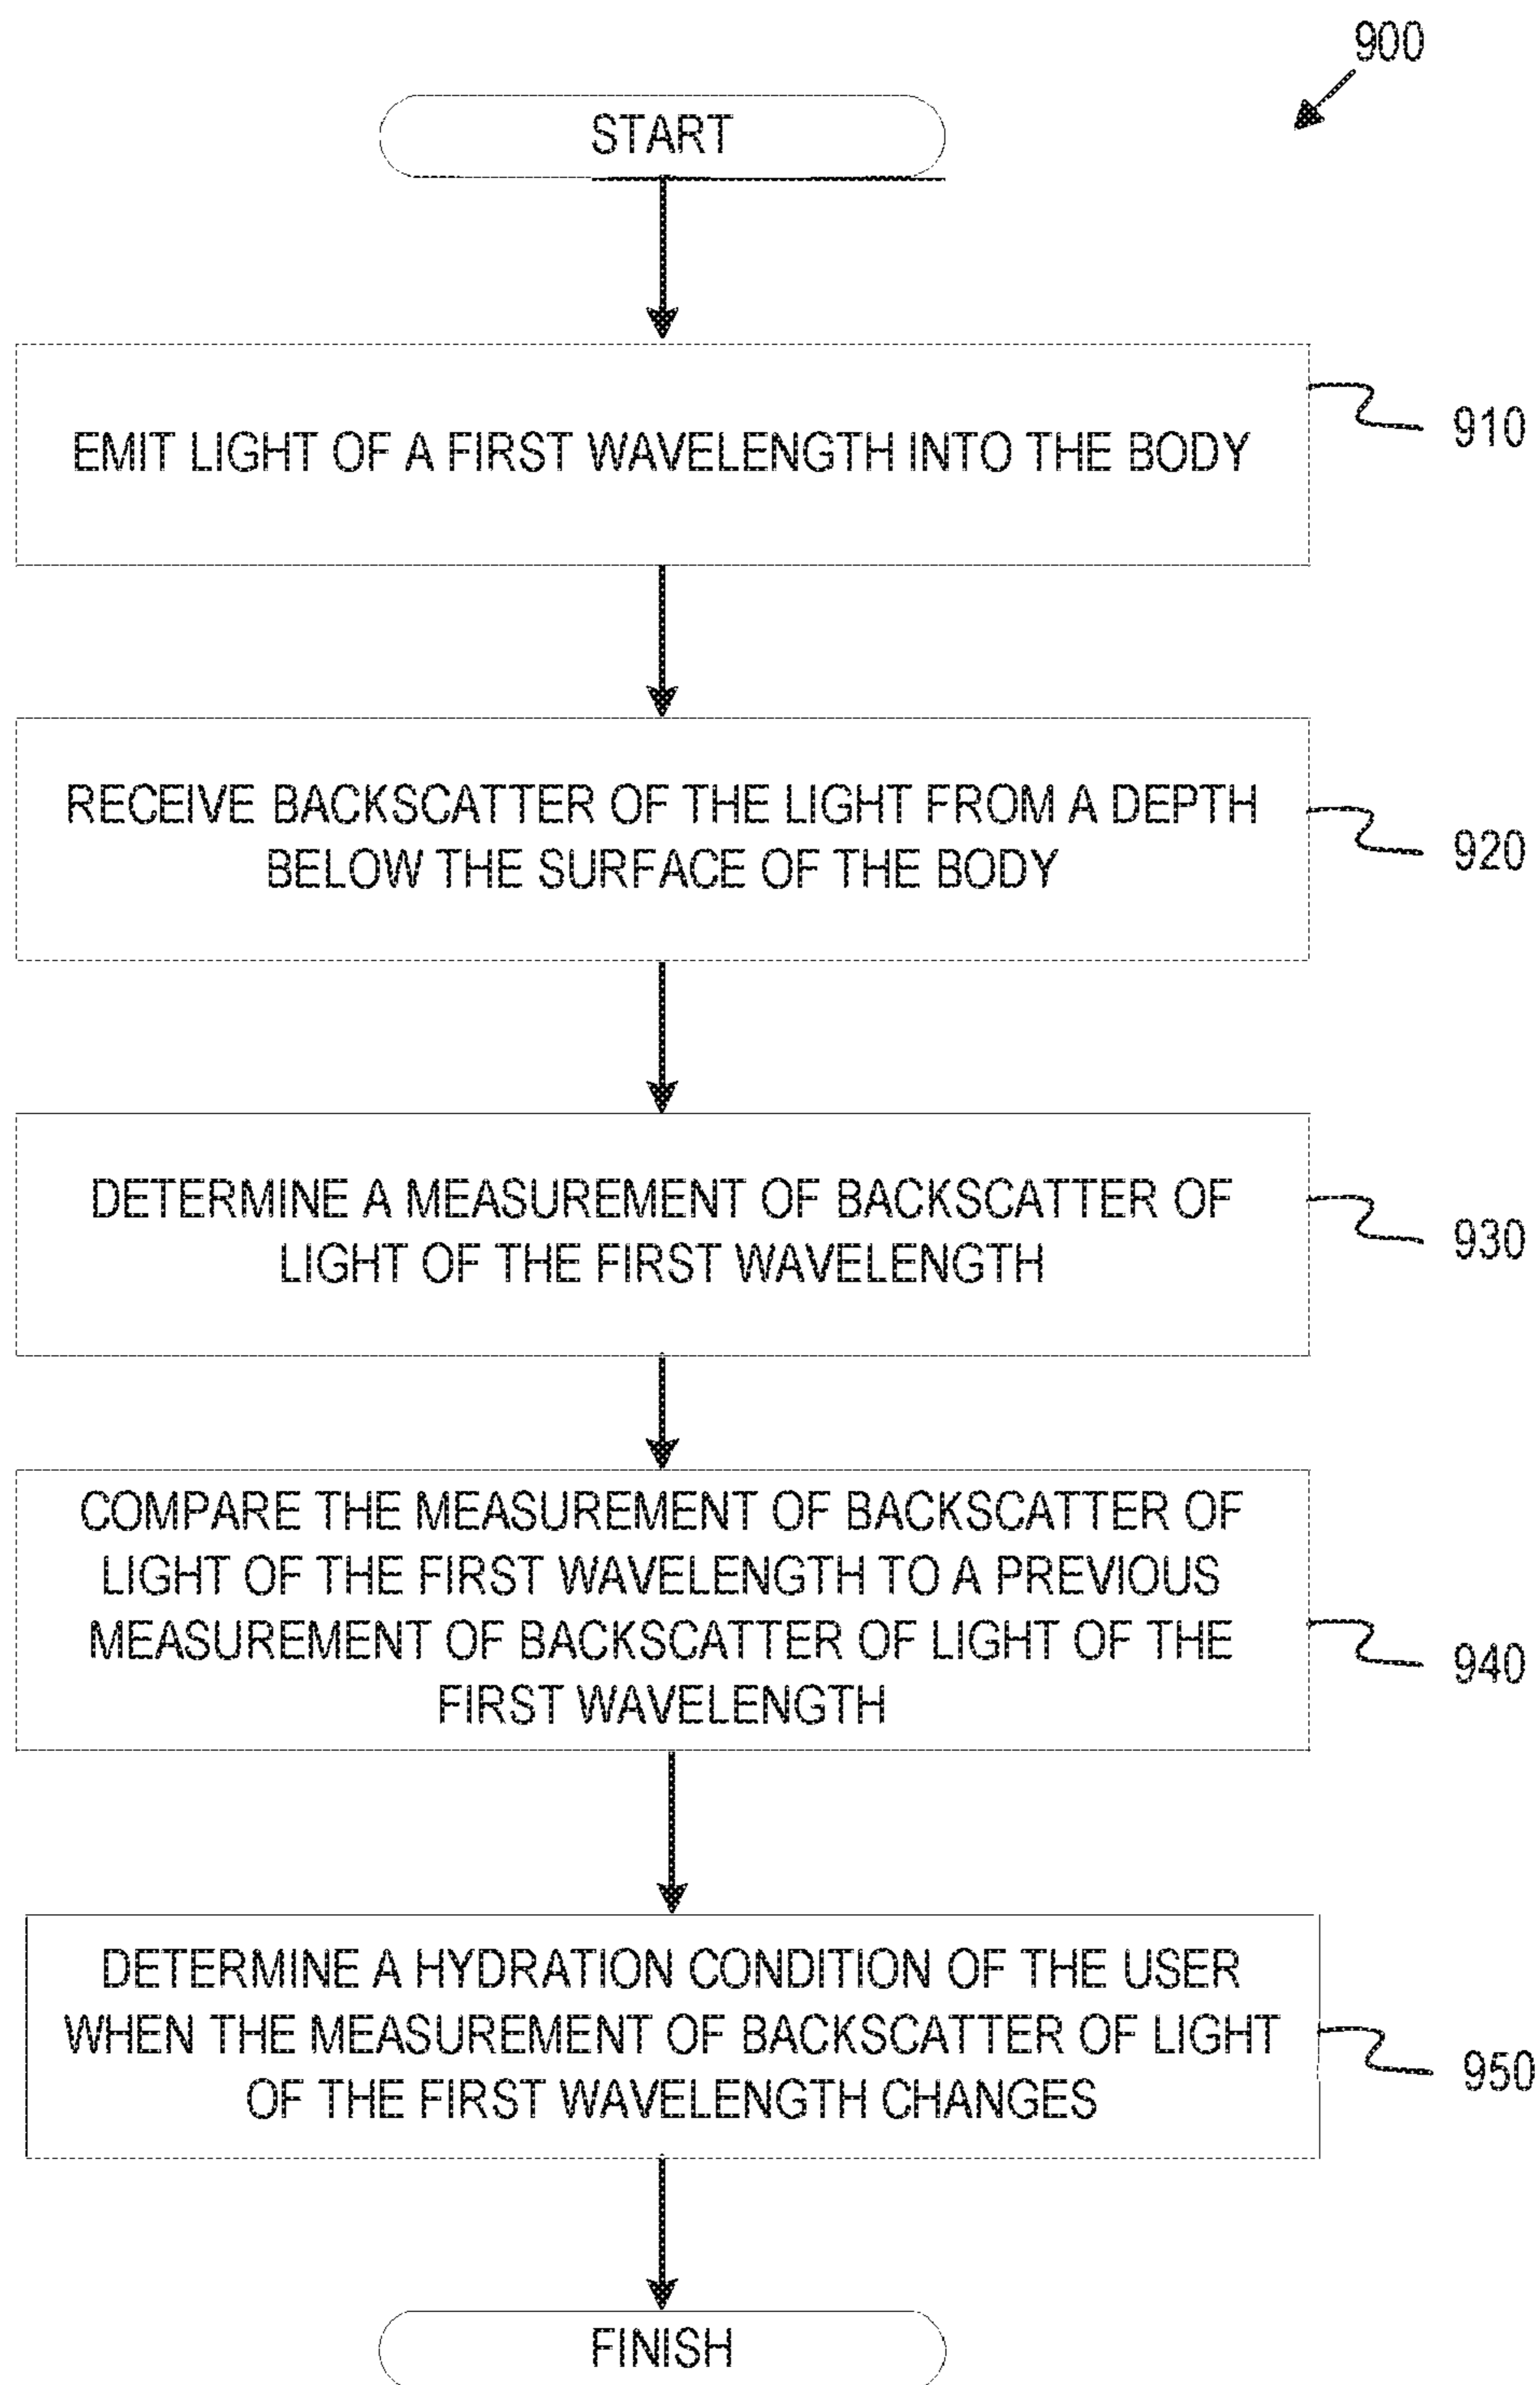 900
START
EMIT LIGHT OF A FIRST WAVELENGTH INTO THE BODY
910
RECEIVE BACKSCATTER OF THE LIGHT FROM A DEPTH
BELOW THE SURFACE OF THE BODY
920
DETERMINE A MEASUREMENT OF BACKSCATTER OF
LIGHT OF THE FIRST WAVELENGTH
930
COMPARE THE MEASUREMENT OF BACKSCATTER OF
LIGHT OF THE FIRST WAVELENGTH TO A PREVIOUS
MEASUREMENT OF BACKSCATTER OF LIGHT OF THE
FIRST WAVELENGTH
940
DETERMINE A HYDRATION CONDITION OF THE USER
WHEN THE MEASUREMENT OF BACKSCATTER OF LIGHT
OF THE FIRST WAVELENGTH CHANGES
950
FINISH